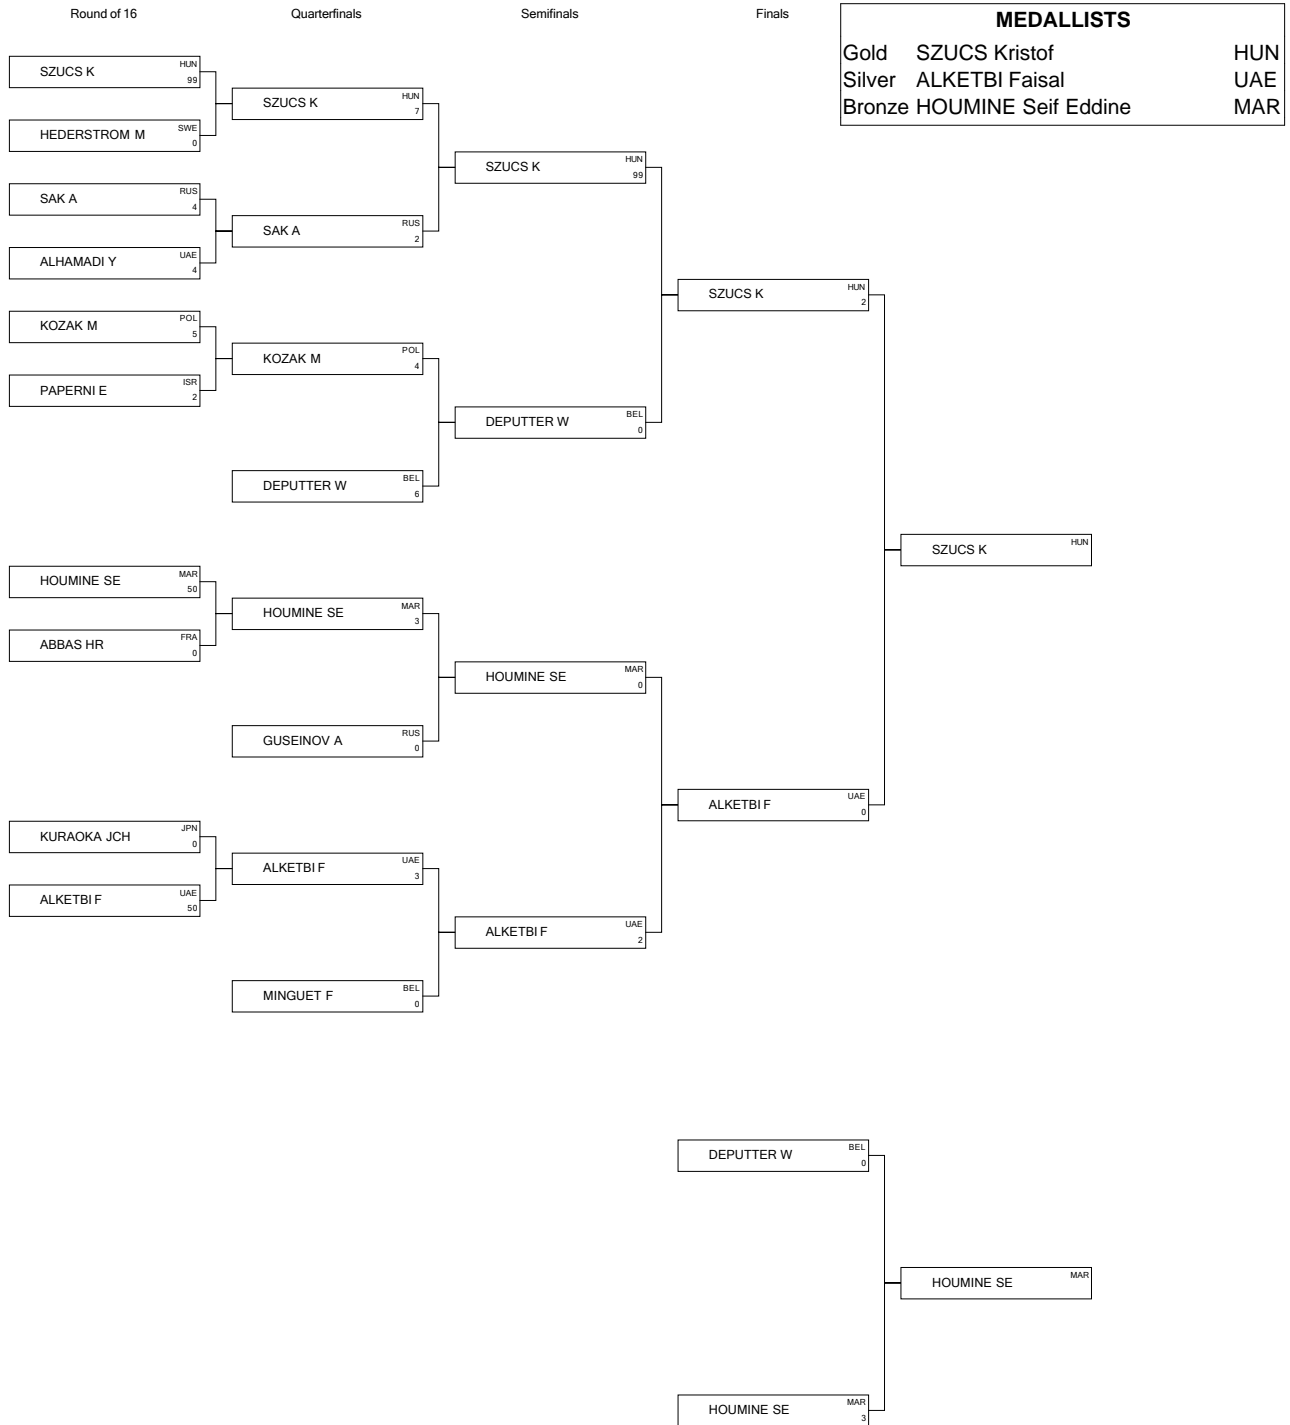 Round of 16
Quarterfinals
Semifinals
Finals
MEDALLISTS
Gold SZUCS Kristof HUN
Silver ALKETBI Faisal UAE
Bronze HOUMINE Seif Eddine MAR
SZUCS K HUN 99
HEDERSTROM M SWE 0
SAK A RUS 4
ALHAMADI Y UAE 4
KOZAK M POL 5
PAPERNI E ISR 2
HOUMINE SE MAR 50
ABBAS HR FRA 0
KURAOKA JCH JPN 0
ALKETBI F UAE 50
SZUCS K HUN 7
SAK A RUS 2
KOZAK M POL 4
DEPUTTER W BEL 6
HOUMINE SE MAR 3
GUSEINOV A RUS 0
ALKETBI F UAE 3
MINGUET F BEL 0
SZUCS K HUN 99
DEPUTTER W BEL 0
HOUMINE SE MAR 0
ALKETBI F UAE 2
SZUCS K HUN 2
ALKETBI F UAE 0
SZUCS K HUN
DEPUTTER W BEL 0
HOUMINE SE MAR 3
HOUMINE SE MAR